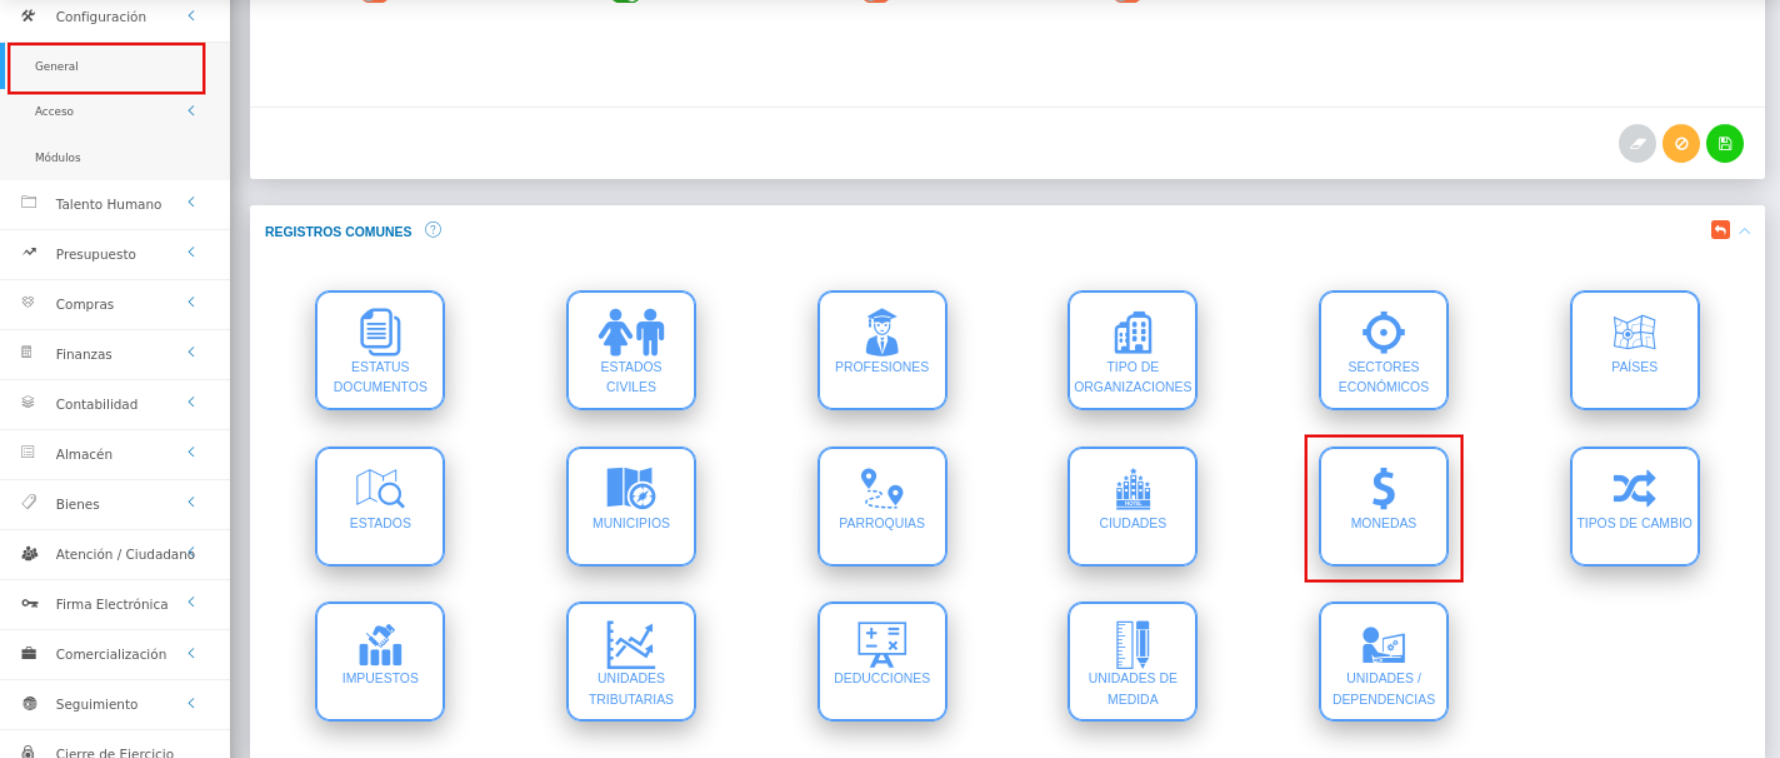 Configuración
General
Acceso
Módulos
Talento Humano
Presupuesto
Compras
Finanzas
Contabilidad
Almacén
Bienes
Atención / Ciudadano
Firma Electrónica
Comercialización
Seguimiento
Cierre de Ejercicio
REGISTROS COMUNES ?
ESTATUS
DOCUMENTOS
ESTADOS
CIVILES
PROFESIONES
TIPO DE
ORGANIZACIONES
SECTORES
ECONÓMICOS
PAÍSES
ESTADOS
MUNICIPIOS
PARROQUIAS
HOTEL
CIUDADES
$
MONEDAS
TIPOS DE CAMBIO
IMPUESTOS
UNIDADES
TRIBUTARIAS
DEDUCCIONES
UNIDADES DE
MEDIDA
UNIDADES /
DEPENDENCIAS